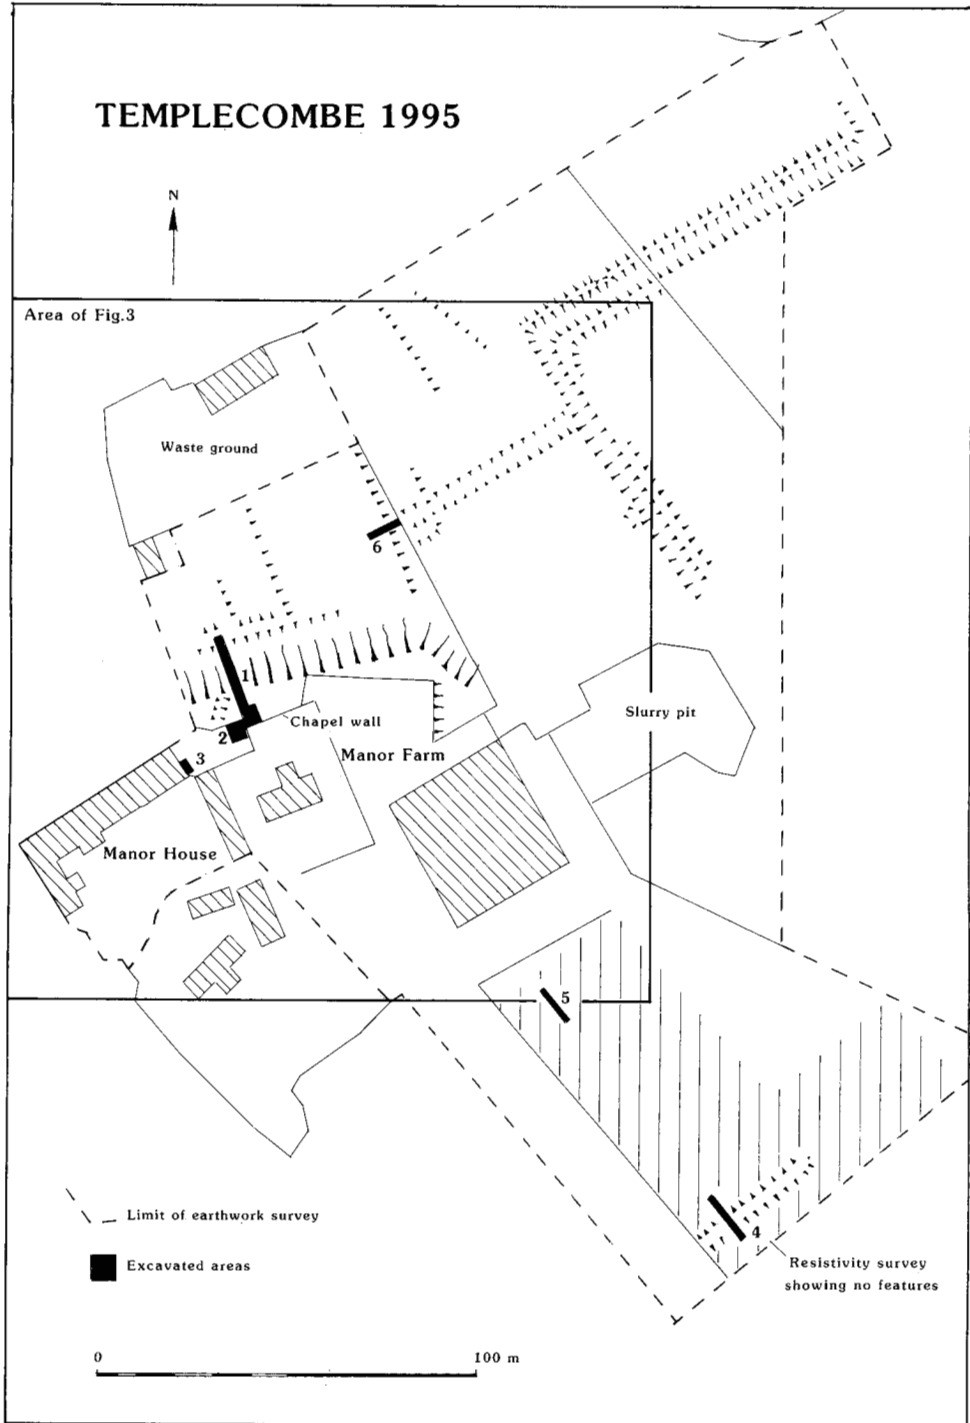 TEMPLECOMBE 1995
N
Area of Fig.3
Waste ground
6
1
Chapel wall
2
3
Manor Farm
Slurry pit
Manor House
5
4
Limit of earthwork survey
Excavated areas
Resistivity survey
showing no features
0
100 m